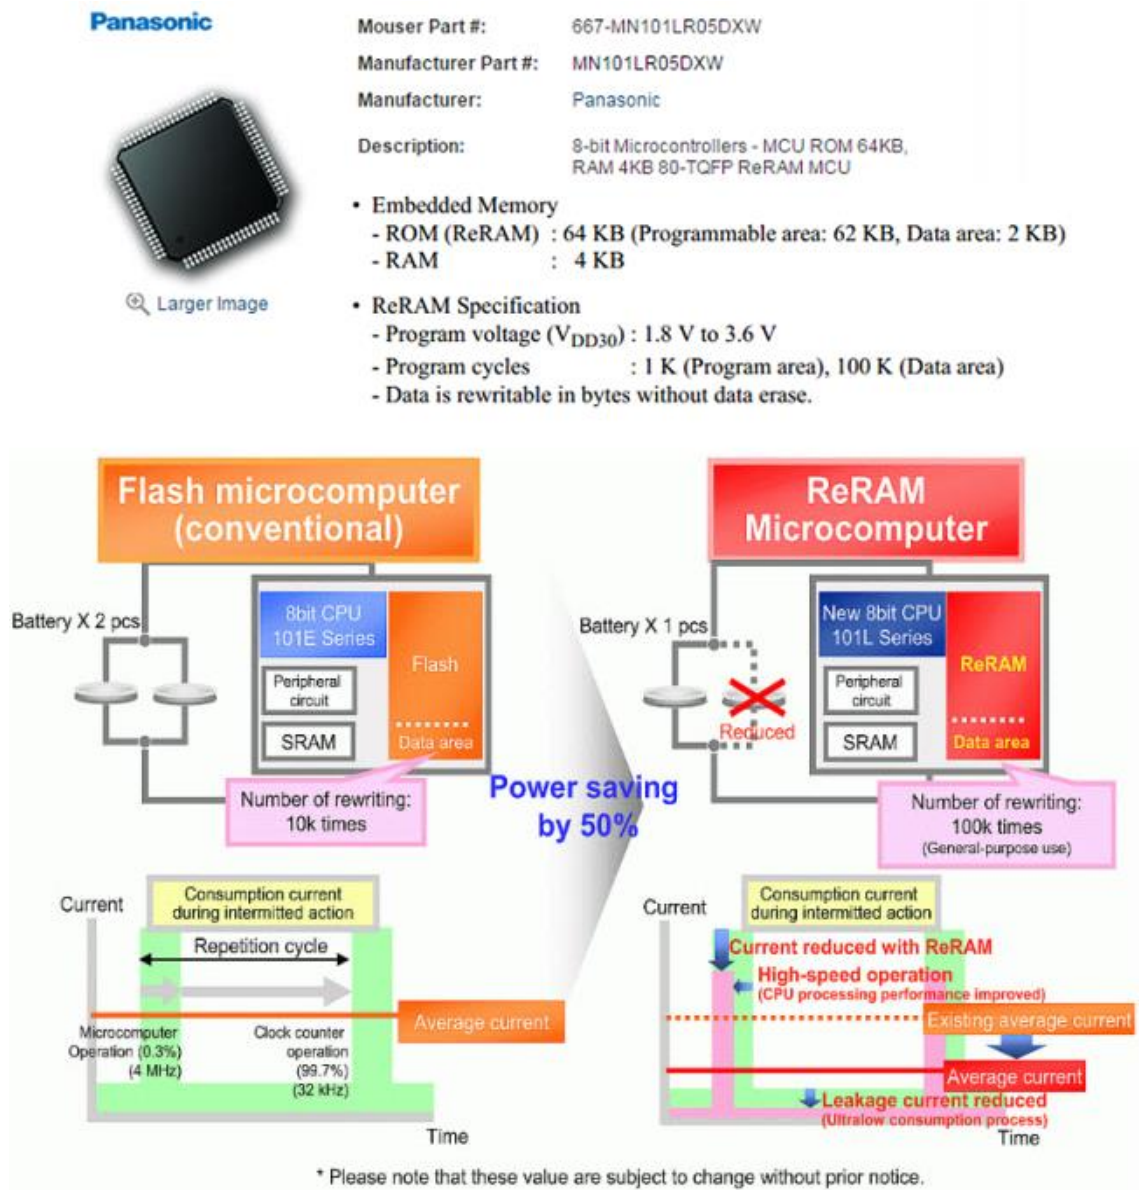 Panasonic
Mouser Part #: 667-MN101LR05DXW
Manufacturer Part #: MN101LR05DXW
Manufacturer: Panasonic
Description: 8-bit Microcontrollers - MCU ROM 64KB,
RAM 4KB 80-TQFP ReRAM MCU
Larger Image
• Embedded Memory
- ROM (ReRAM) : 64 KB (Programmable area: 62 KB, Data area: 2 KB)
- RAM : 4 KB
• ReRAM Specification
- Program voltage (VDD30) : 1.8 V to 3.6 V
- Program cycles : 1 K (Program area), 100 K (Data area)
- Data is rewritable in bytes without data erase.
Flash microcomputer
(conventional)
Battery X 2 pcs
8bit CPU
101E Series
Flash
Peripheral
circuit
SRAM
Data area
Number of rewriting:
10k times
Power saving
by 50%
ReRAM
Microcomputer
Battery X 1 pcs
Reduced
New 8bit CPU
101L Series
ReRAM
Peripheral
circuit
SRAM
Data area
Number of rewriting:
100k times
(General-purpose use)
Current
Consumption current
during intermitted action
Repetition cycle
Average current
Microcomputer
Operation (0.3%)
(4 MHz)
Clock counter
operation
(99.7%)
(32 kHz)
Time
Current
Consumption current
during intermitted action
Current reduced with ReRAM
High-speed operation
(CPU processing performance improved)
Existing average current
Average current
Leakage current reduced
(Ultralow consumption process)
Time
* Please note that these value are subject to change without prior notice.